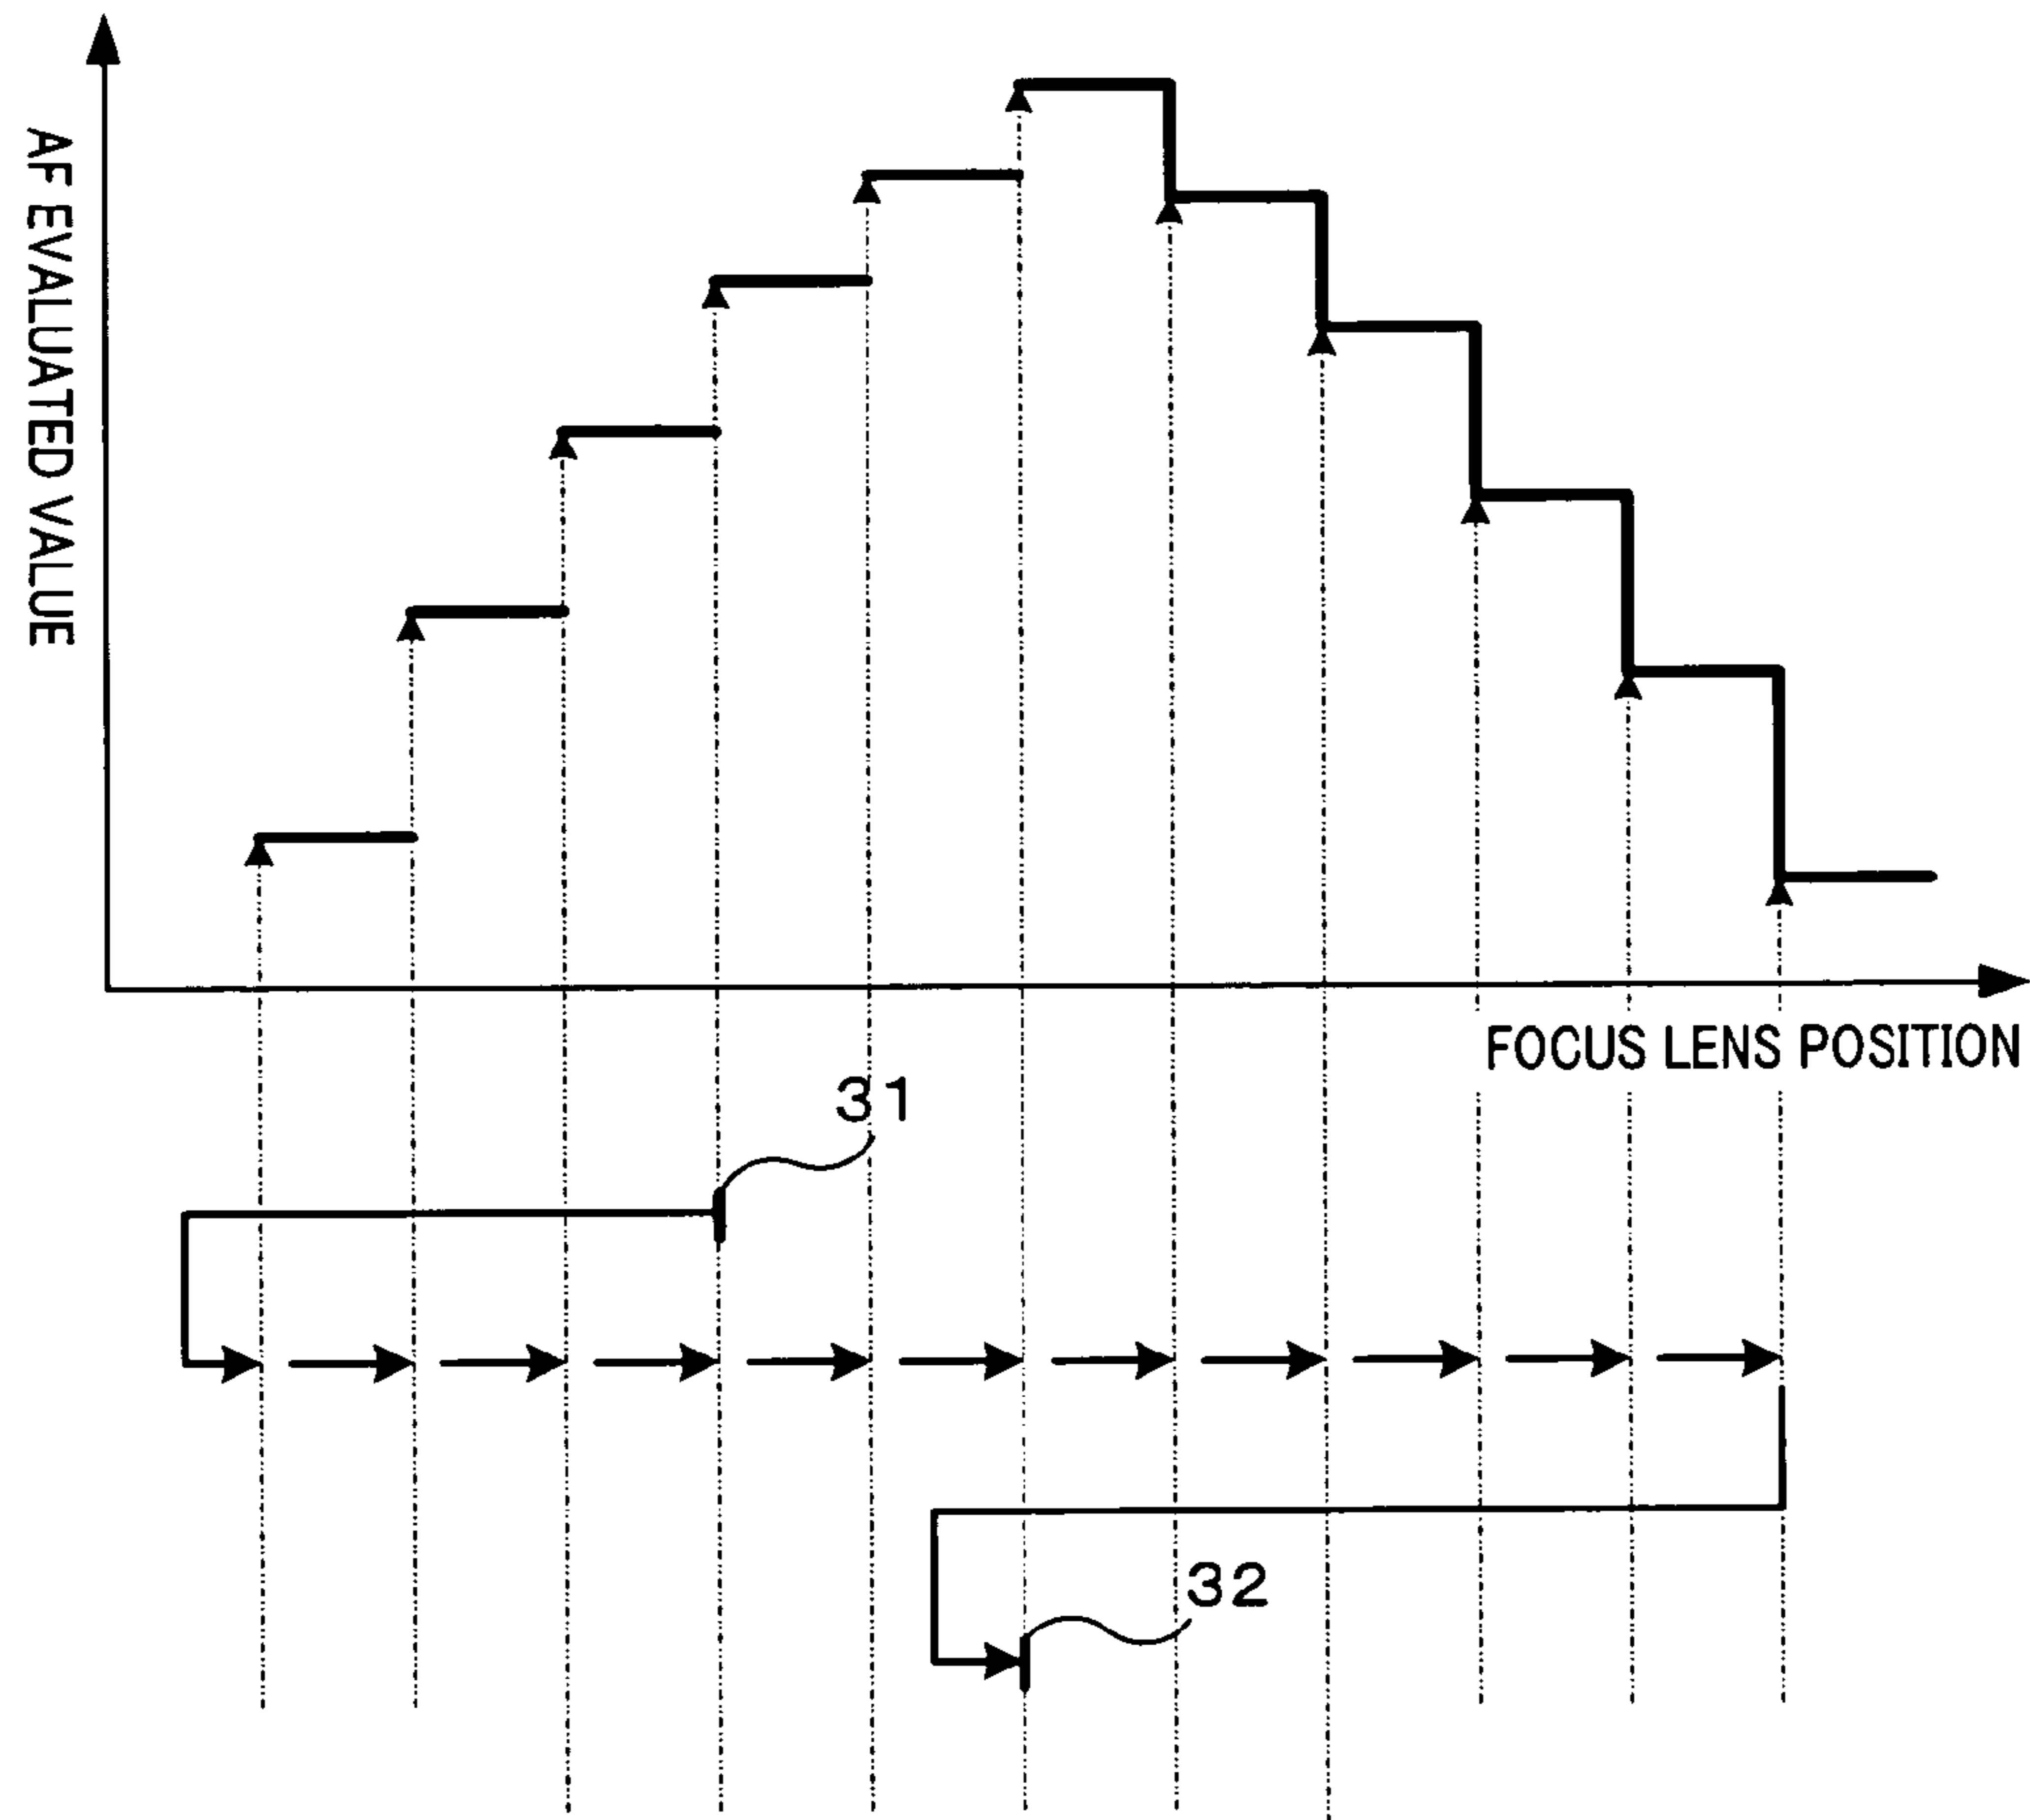 AF EVALUATED VALUE
FOCUS LENS POSITION
31
32